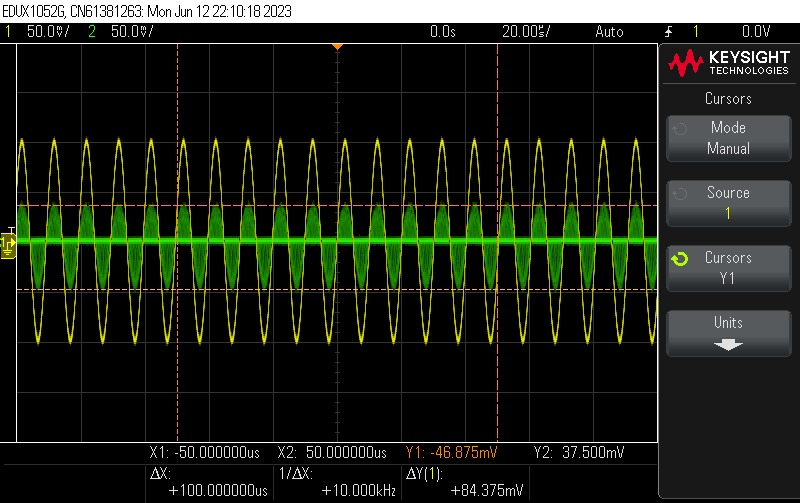 EDUX1052G, CN61381263: Mon Jun 12 22:10:18 2023
1 50.0V/ 2 50.0V/ 0.0s 20.00s/ Auto 1 0.0V
KEYSIGHT
TECHNOLOGIES
Cursors
Mode
Manual
Source
1
Cursors
Y1
Units
T
1
X1: -50.000000us X2: 50.000000us Y1: -46.875mV Y2: 37.500mV
ΔX: 1/ΔX: ΔY(1):
+100.000000us +10.000kHz +84.375mV